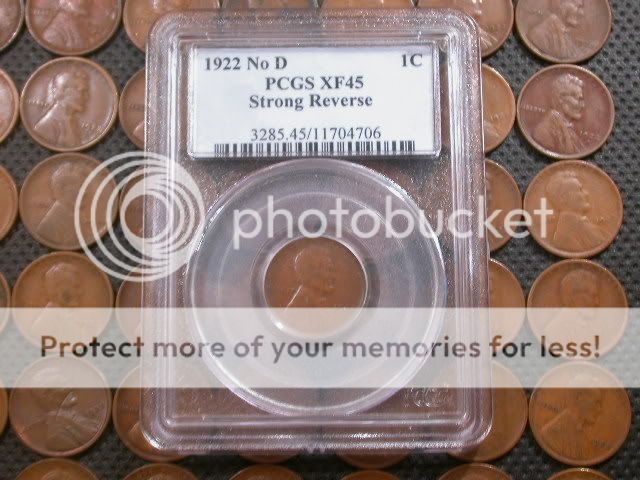 1922 No D 1C
PCGS XF45
Strong Reverse
3285.45/11704706
photobucket
Protect more of your memories for less!